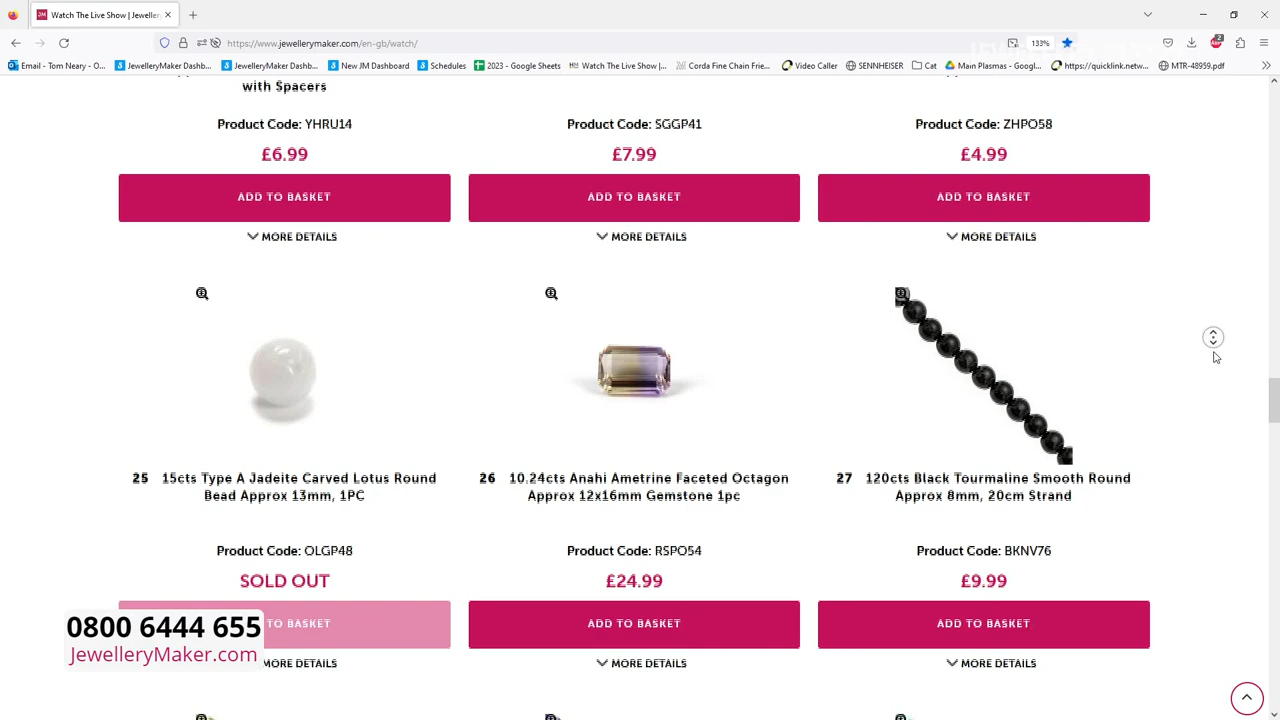 Watch The Live Show | Jeweller
https://www.jewellerymaker.com/en-gb/watch/
133%
2
Email - Tom Neary - O...
JewelleryMaker Dashb...
JewelleryMaker Dashb...
New JM Dashboard
Schedules
2023 - Google Sheets
Watch The Live Show |...
Corda Fine Chain Frie...
Video Caller
SENNHEISER
Cat
Main Plasmas - Googl...
https://quicklink.netw...
MTR-48959.pdf
with Spacers
Product Code: YHRU14
Product Code: SGGP41
Product Code: ZHPO58
£6.99
£7.99
£4.99
ADD TO BASKET
ADD TO BASKET
ADD TO BASKET
MORE DETAILS
MORE DETAILS
MORE DETAILS
25 15cts Type A Jadeite Carved Lotus Round
Bead Approx 13mm, 1PC
26 10.24cts Anahi Ametrine Faceted Octagon
Approx 12x16mm Gemstone 1pc
27 120cts Black Tourmaline Smooth Round
Approx 8mm, 20cm Strand
Product Code: OLGP48
Product Code: RSPO54
Product Code: BKNV76
SOLD OUT
£24.99
£9.99
TO BASKET
ADD TO BASKET
ADD TO BASKET
0800 6444 655
JewelleryMaker.com
MORE DETAILS
MORE DETAILS
MORE DETAILS